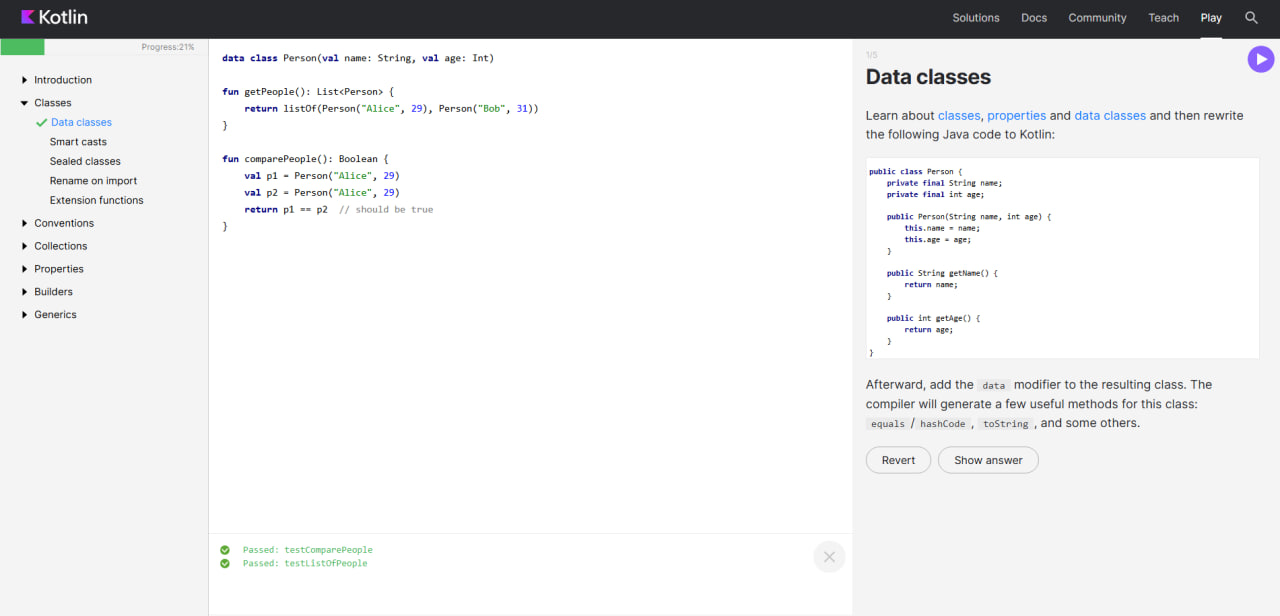 Kotlin
Solutions Docs Community Teach Play
Progress:21%
Introduction
Classes
Data classes
Smart casts
Sealed classes
Rename on import
Extension functions
Conventions
Collections
Properties
Builders
Generics
data class Person(val name: String, val age: Int)
fun getPeople(): List<Person> {
    return listOf(Person("Alice", 29), Person("Bob", 31))
}
fun comparePeople(): Boolean {
    val p1 = Person("Alice", 29)
    val p2 = Person("Alice", 29)
    return p1 == p2  // should be true
}
Passed: testComparePeople
Passed: testListOfPeople
1/5
Data classes
Learn about classes, properties and data classes and then rewrite
the following Java code to Kotlin:
public class Person {
    private final String name;
    private final int age;
    public Person(String name, int age) {
        this.name = name;
        this.age = age;
    }
    public String getName() {
        return name;
    }
    public int getAge() {
        return age;
    }
}
Afterward, add the data modifier to the resulting class. The
compiler will generate a few useful methods for this class:
equals / hashCode , toString , and some others.
Revert Show answer